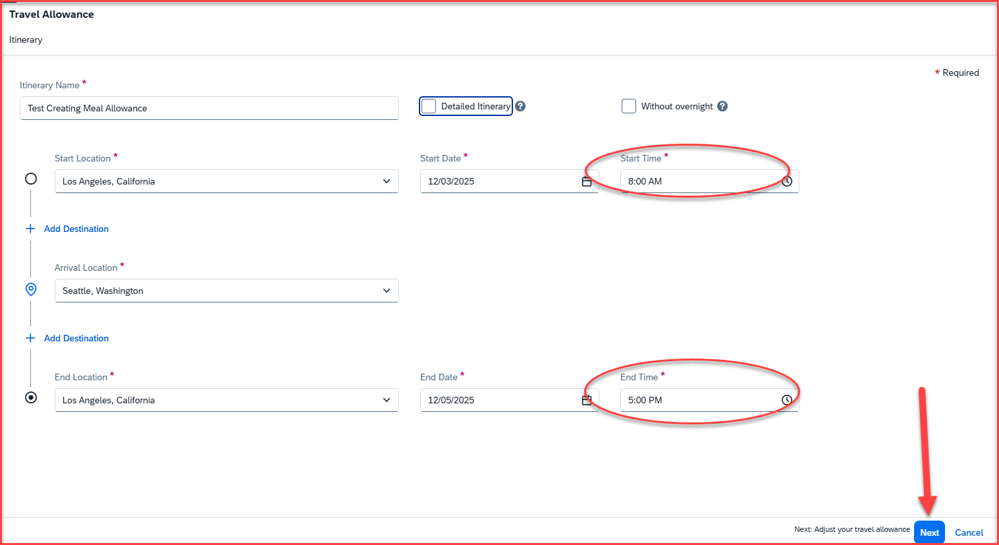 Travel Allowance
Itinerary
* Required
Itinerary Name *
Test Creating Meal Allowance
Detailed Itinerary ?
Without overnight ?
Start Location *
Start Date *
Start Time *
Los Angeles, California
12/03/2025
8:00 AM
+ Add Destination
Arrival Location *
Seattle, Washington
+ Add Destination
End Location *
End Date *
End Time *
Los Angeles, California
12/05/2025
5:00 PM
Next: Adjust your travel allowance
Next
Cancel